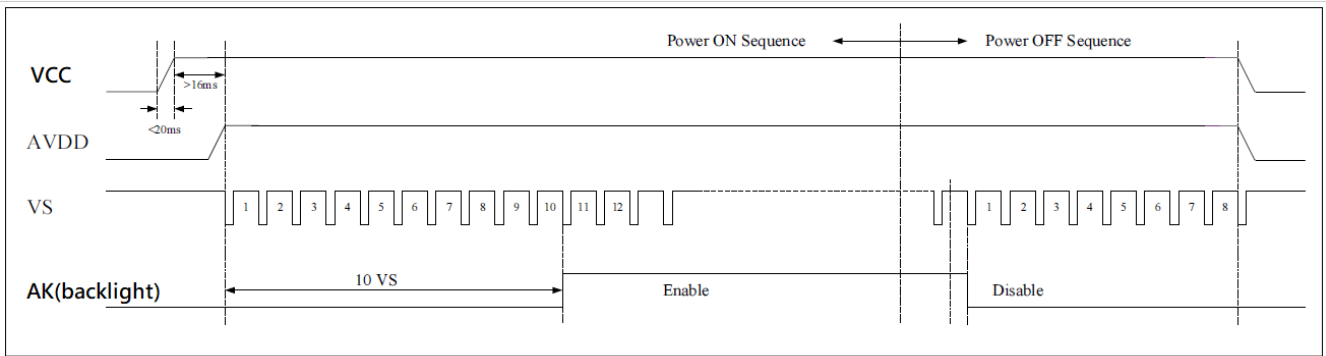 Power ON Sequence Power OFF Sequence
VCC
>16ms
<20ms
AVDD
VS 1 2 3 4 5 6 7 8 9 10 11 12 1 2 3 4 5 6 7 8
10 VS
AK(backlight) Enable Disable